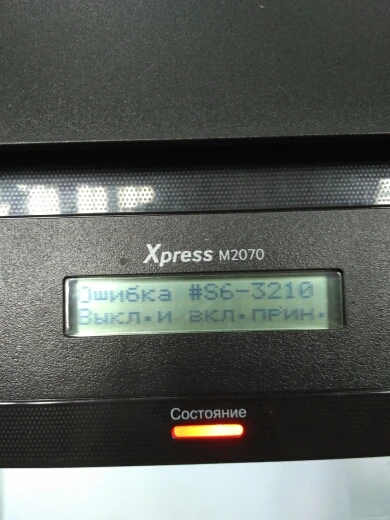 Xpress M2070
Ошибка #S6-3210
Выкл.и вкл.прин.
Состояние